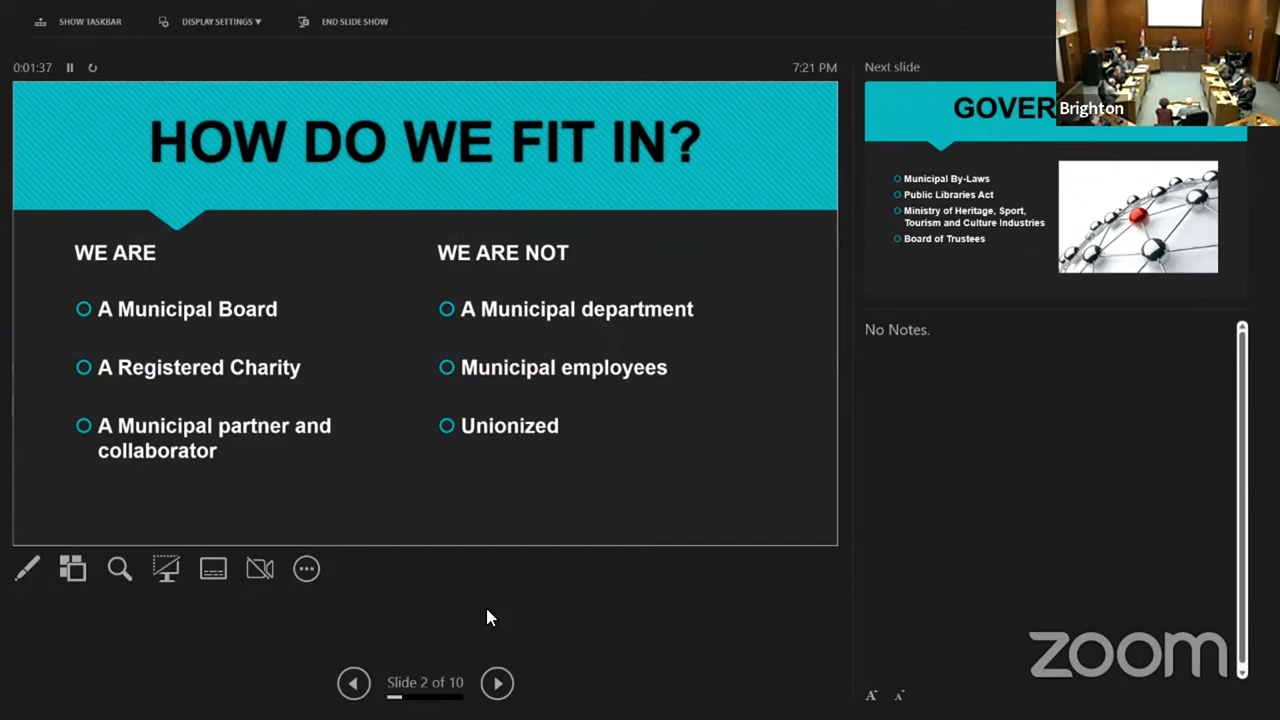 SHOW TASKBAR
DISPLAY SETTINGS ▼
END SLIDE SHOW
0:01:37
7:21 PM
Next slide
HOW DO WE FIT IN?
WE ARE
A Municipal Board
A Registered Charity
A Municipal partner and
collaborator
WE ARE NOT
A Municipal department
Municipal employees
Unionized
GOVER
Brighton
Municipal By-Laws
Public Libraries Act
Ministry of Heritage, Sport,
Tourism and Culture Industries
Board of Trustees
No Notes.
Slide 2 of 10
A A
zoom